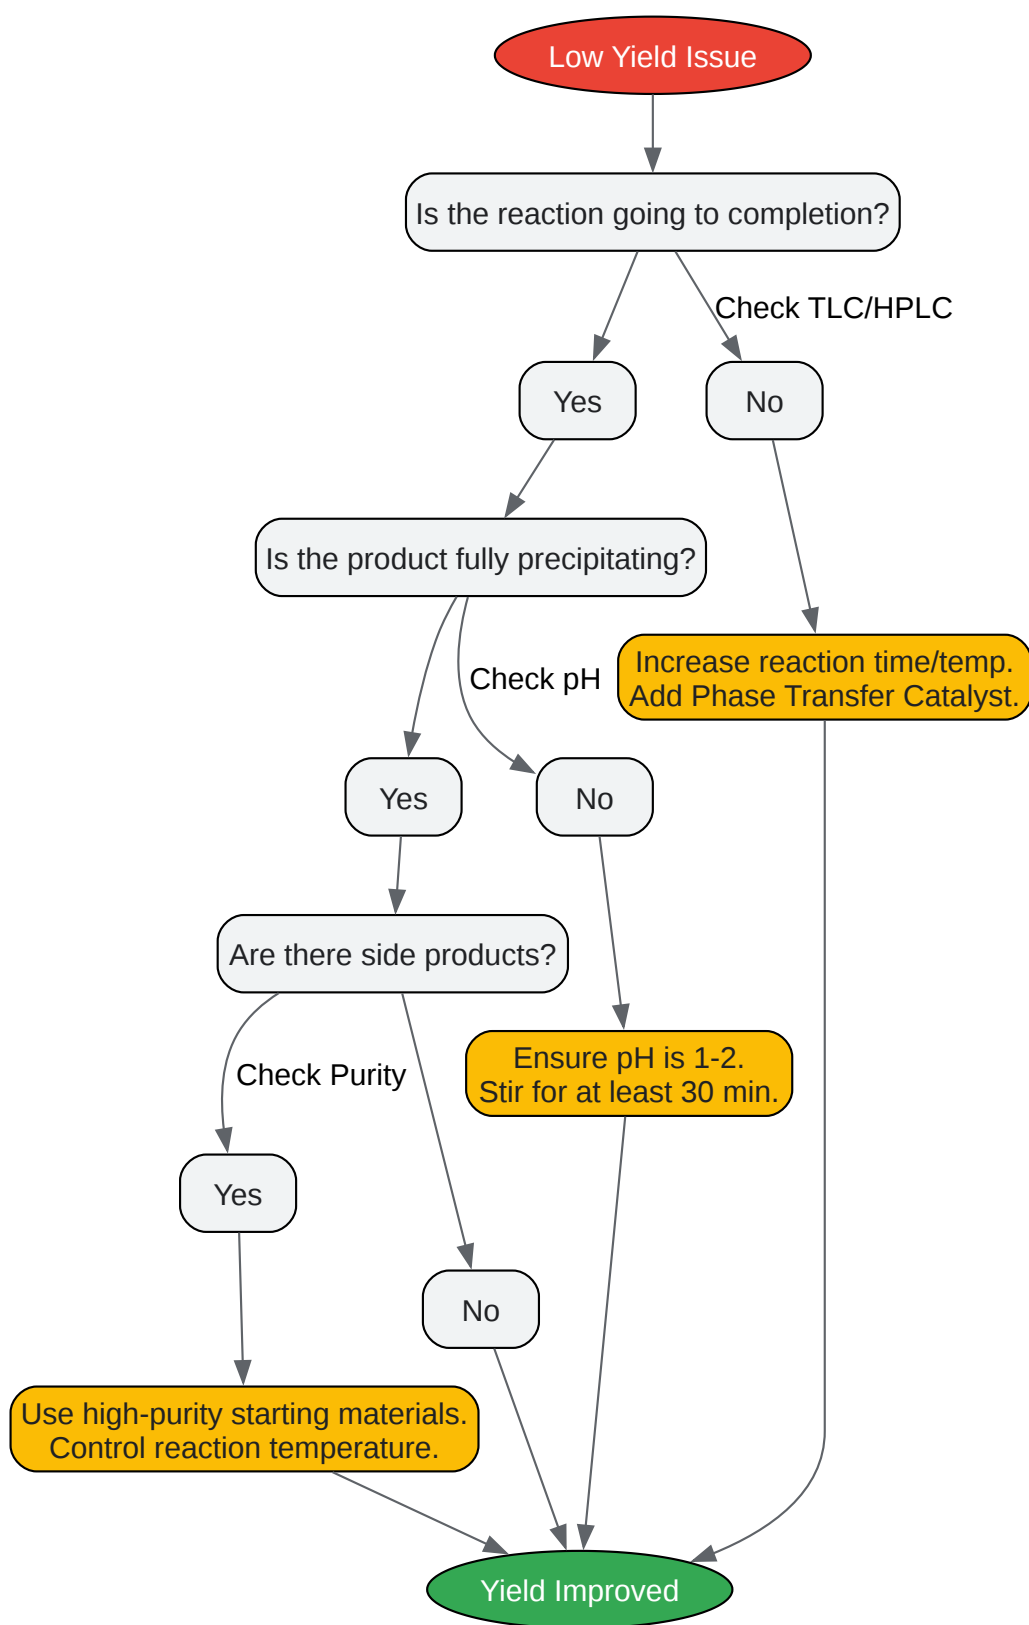 Low Yield Issue
Is the reaction going to completion?
Check TLC/HPLC
Yes
No
Is the product fully precipitating?
Increase reaction time/temp.
Add Phase Transfer Catalyst.
Check pH
Yes
No
Are there side products?
Ensure pH is 1-2.
Stir for at least 30 min.
Check Purity
Yes
No
Use high-purity starting materials.
Control reaction temperature.
Yield Improved